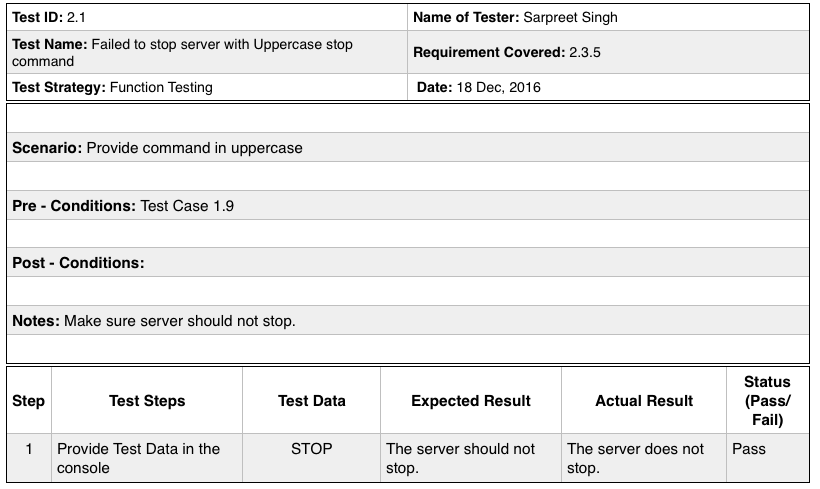 Test ID: 2.1
Name of Tester: Sarpreet Singh
Test Name: Failed to stop server with Uppercase stop
command
Requirement Covered: 2.3.5
Test Strategy: Function Testing
Date: 18 Dec, 2016
Scenario: Provide command in uppercase
Pre - Conditions: Test Case 1.9
Post - Conditions:
Notes: Make sure server should not stop.
Step
Test Steps
Test Data
Expected Result
Actual Result
Status
(Pass/
Fail)
1
Provide Test Data in the
console
STOP
The server should not
stop.
The server does not
stop.
Pass